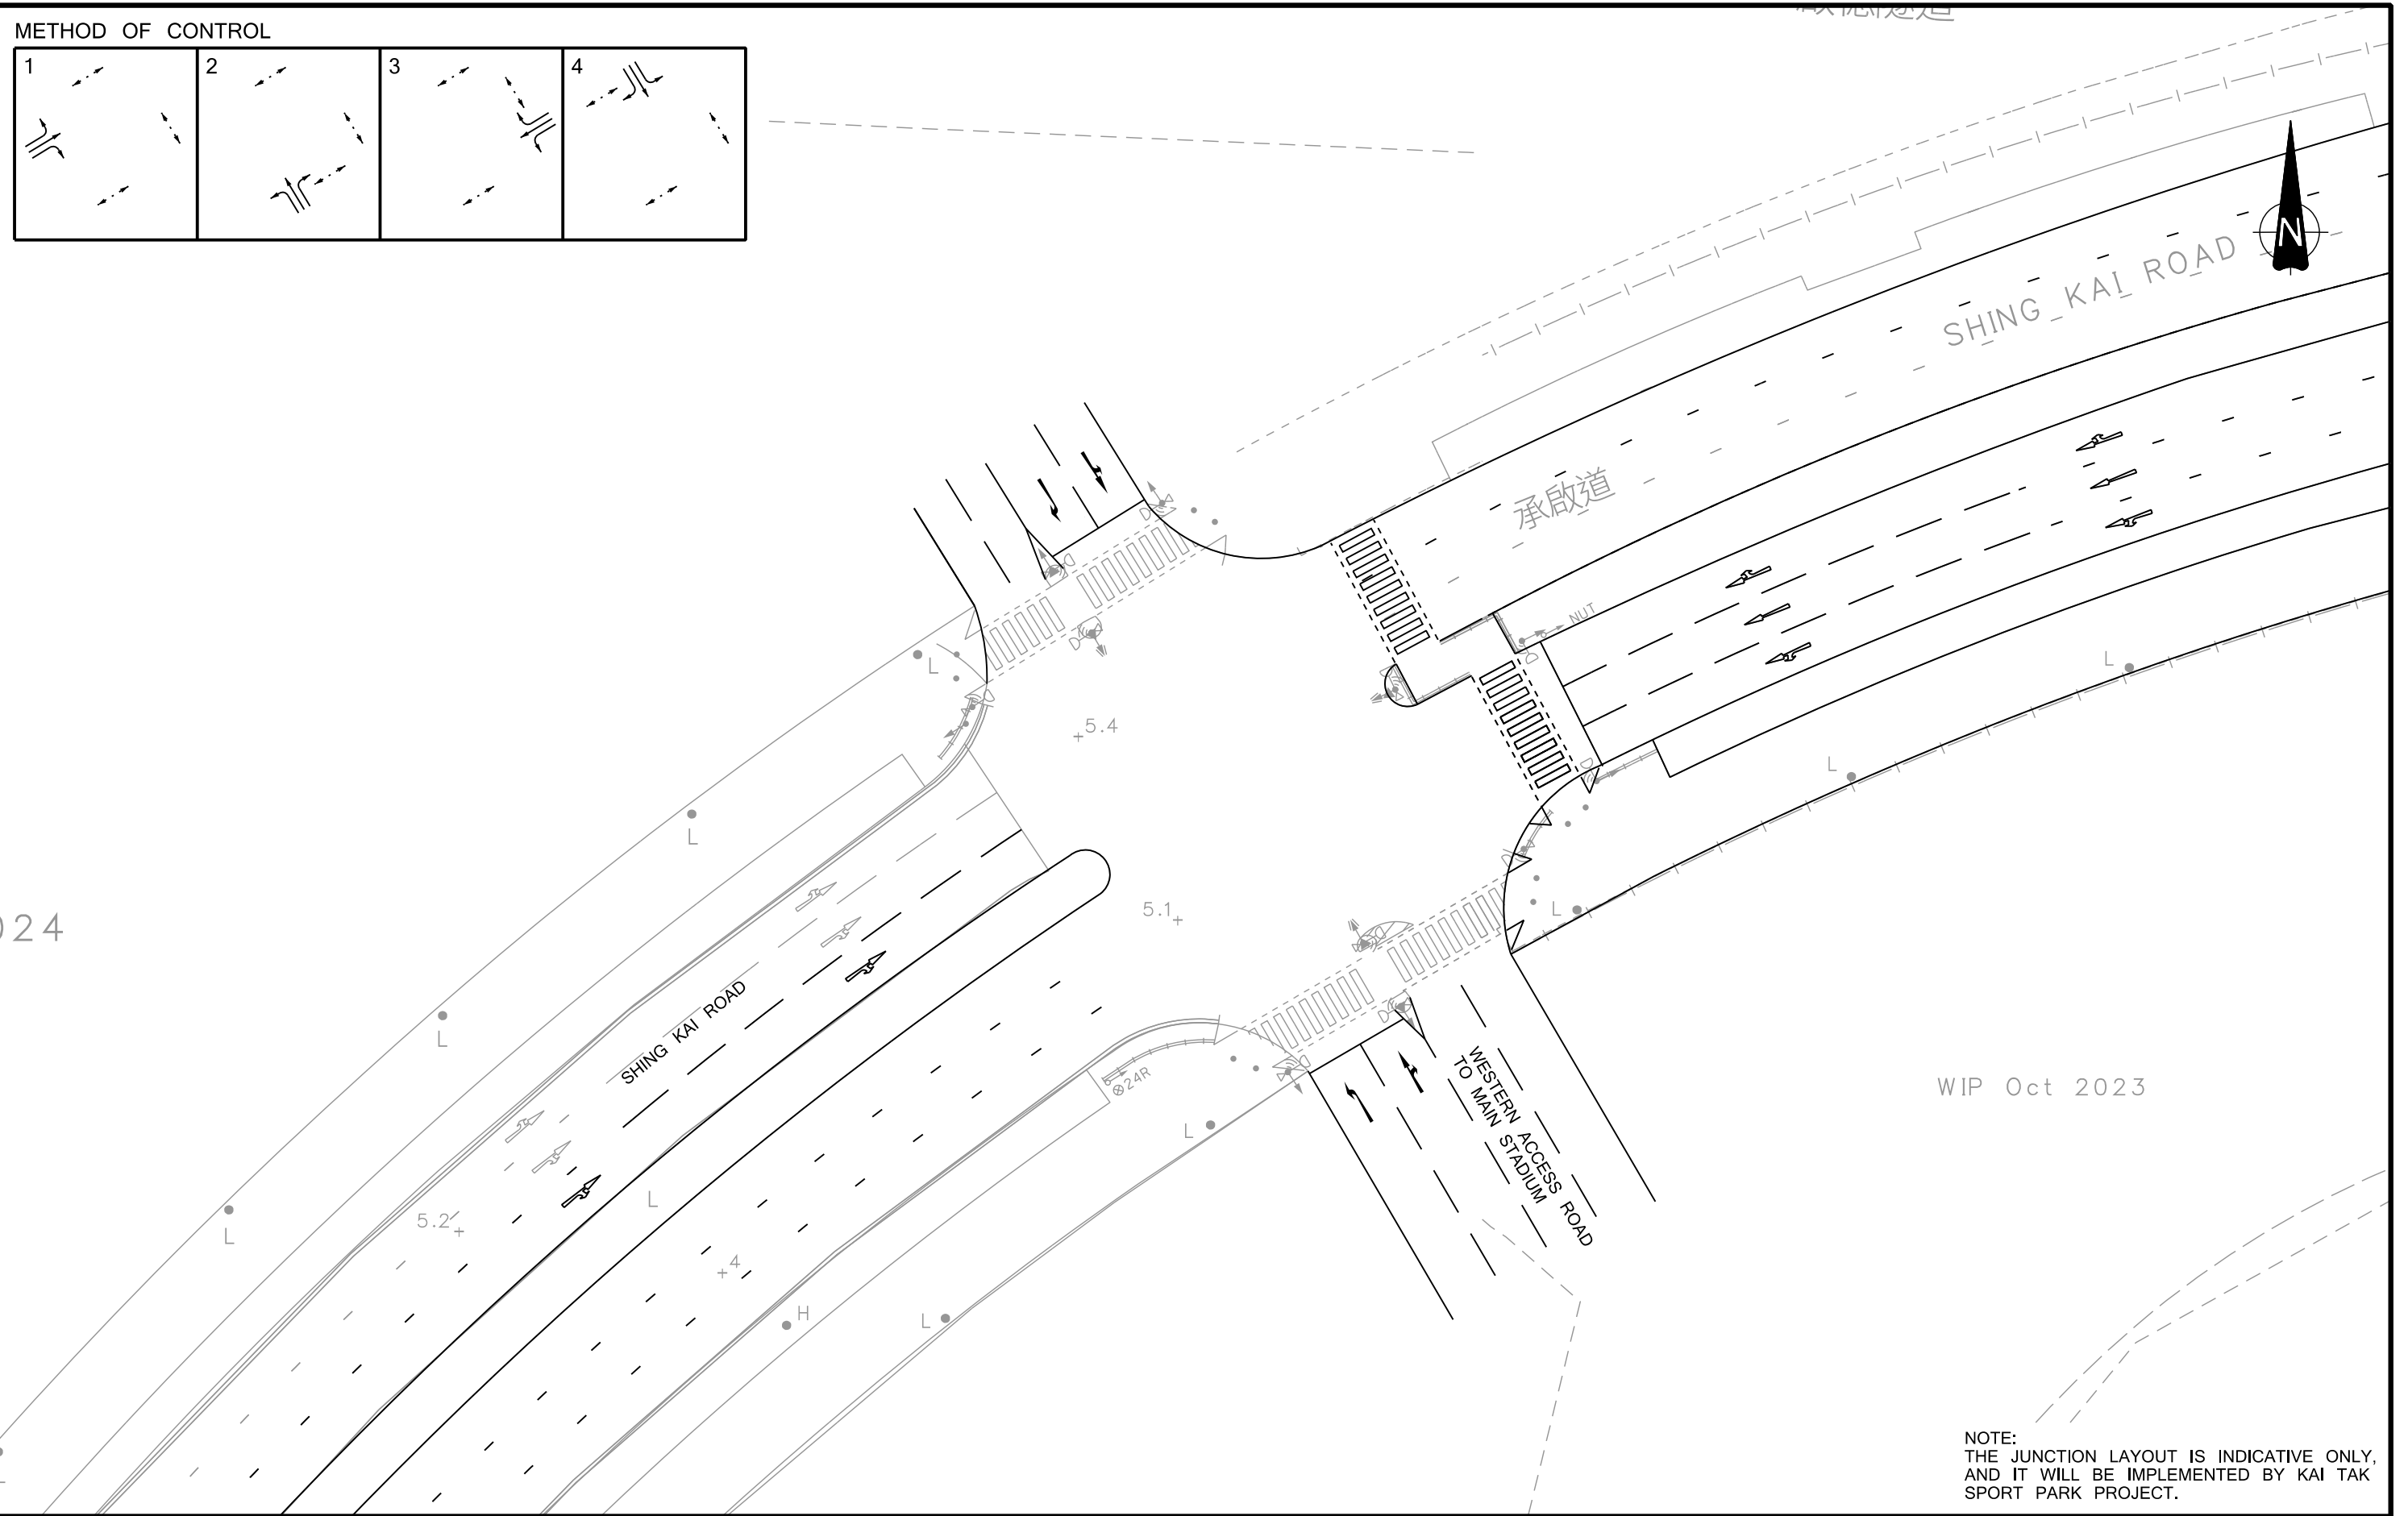 METHOD OF CONTROL
1
2
3
4
N
SHING KAI ROAD
承啟道
NUT
L
L
5.4
L
L
L
L
5.1
024
SHING KAI ROAD
WESTERN ACCESS ROAD
TO MAIN STADIUM
⊗24R
WIP Oct 2023
L
L
L
5.2
4
H
L
L
NOTE:
THE JUNCTION LAYOUT IS INDICATIVE ONLY,
AND IT WILL BE IMPLEMENTED BY KAI TAK
SPORT PARK PROJECT.